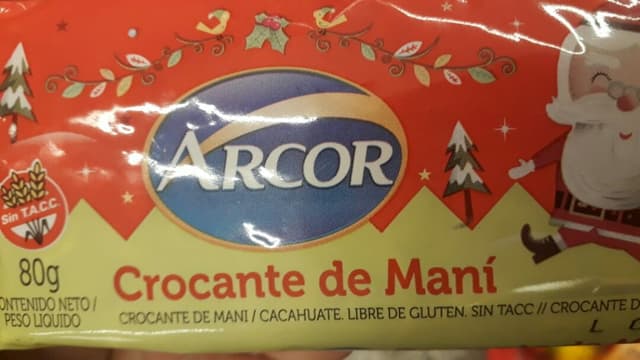 ARCOR
Sin T.A.C.C.
80g
CONTENIDO NETO /
PESO LIQUIDO
Crocante de Maní
CROCANTE DE MANI / CACAHUATE. LIBRE DE GLUTEN. SIN TACC // CROCANTE D
L